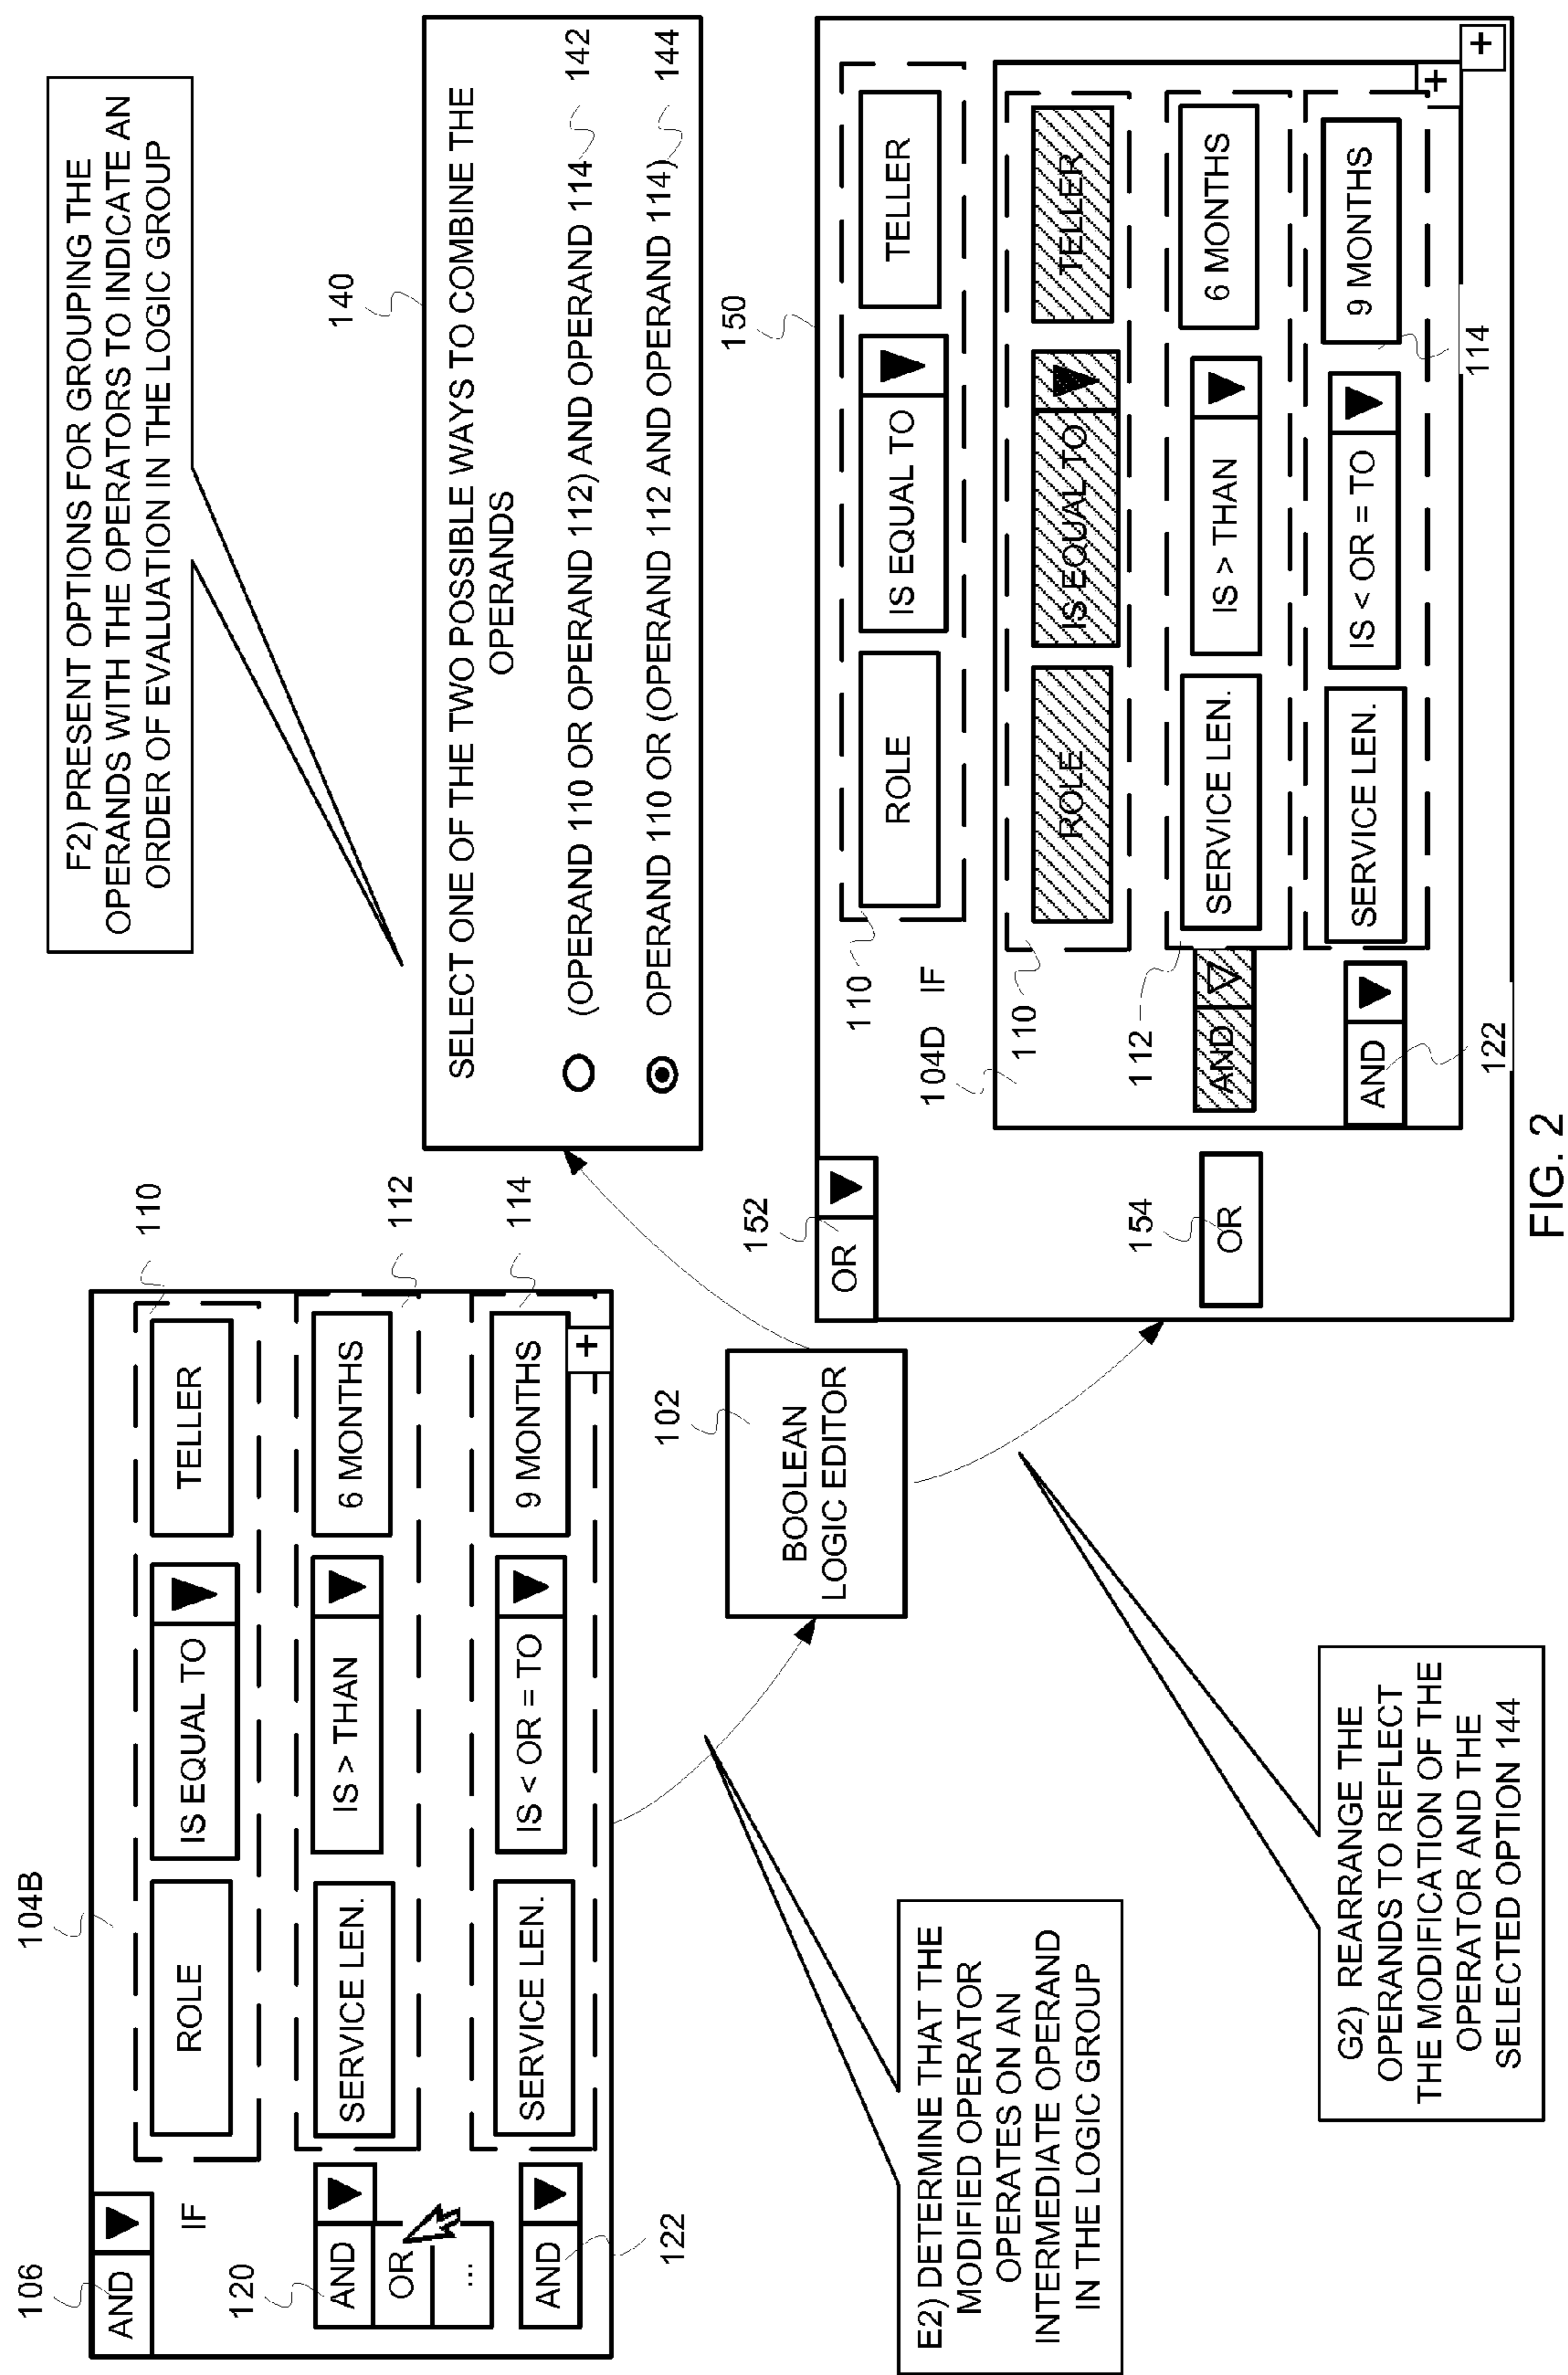 104B
106
AND
110
IF
ROLE
IS EQUAL TO
TELLER
120
AND
OR
...
SERVICE LEN.
IS > THAN
6 MONTHS
112
AND
SERVICE LEN.
IS < OR = TO
9 MONTHS
114
122
E2) DETERMINE THAT THE
MODIFIED OPERATOR
OPERATES ON AN
INTERMEDIATE OPERAND
IN THE LOGIC GROUP
102
BOOLEAN
LOGIC EDITOR
G2) REARRANGE THE
OPERANDS TO REFLECT
THE MODIFICATION OF THE
OPERATOR AND THE
SELECTED OPTION 144
F2) PRESENT OPTIONS FOR GROUPING THE
OPERANDS WITH THE OPERATORS TO INDICATE AN
ORDER OF EVALUATION IN THE LOGIC GROUP
140
SELECT ONE OF THE TWO POSSIBLE WAYS TO COMBINE THE
OPERANDS
(OPERAND 110 OR OPERAND 112) AND OPERAND 114 142
OPERAND 110 OR (OPERAND 112 AND OPERAND 114) 144
150
152
OR
110
ROLE
IS EQUAL TO
TELLER
104D IF
110
ROLE
IS EQUAL TO
TELLER
154
OR
112
AND
SERVICE LEN.
IS > THAN
6 MONTHS
+
AND
SERVICE LEN.
IS < OR = TO
9 MONTHS
114
122
+
+
FIG. 2